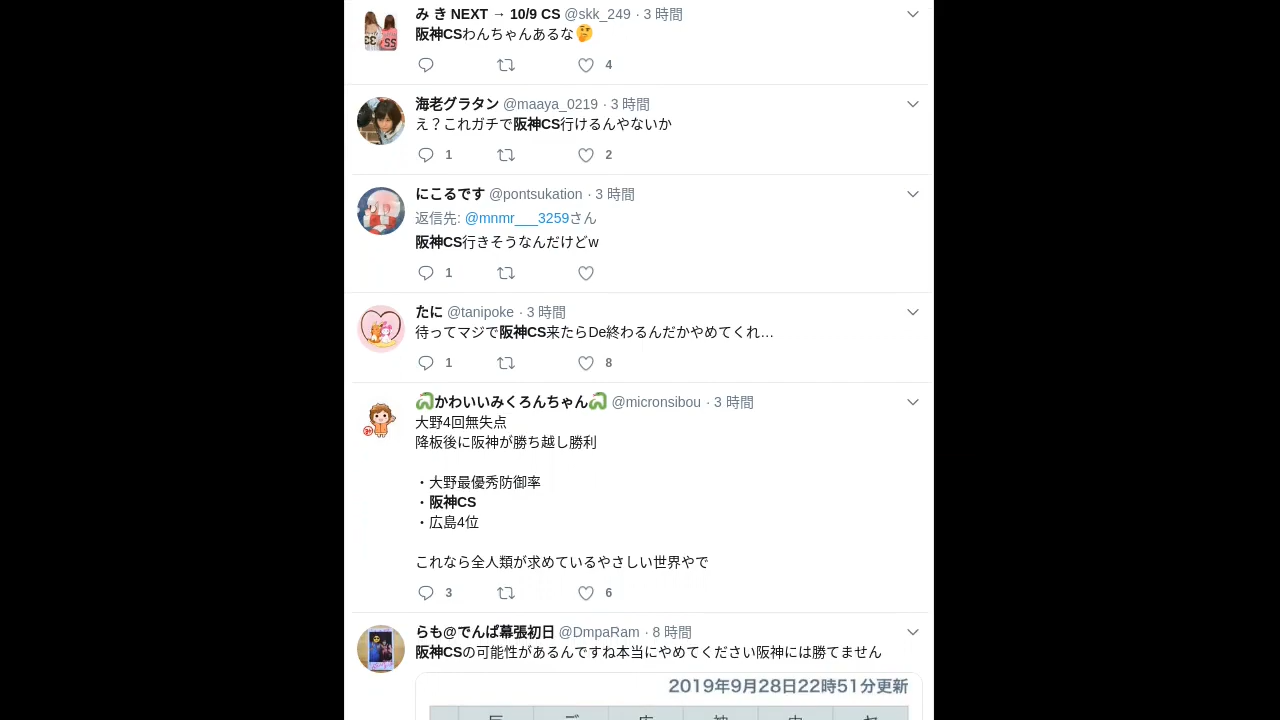 み き NEXT → 10/9 CS @skk_249 · 3 時間
阪神CSわんちゃんあるな🤔
4
海老グラタン @maaya_0219 · 3 時間
え？これガチで阪神CS行けるんやないか
1 2
にこるです @pontsukation · 3 時間
返信先: @mnmr___3259さん
阪神CS行きそうなんだけどw
1
たに @tanipoke · 3 時間
待ってマジで阪神CS来たらDe終わるんだかやめてくれ…
1 8
🐉かわいいみくろんちゃん🐉 @micronsibou · 3 時間
大野4回無失点
降板後に阪神が勝ち越し勝利
・大野最優秀防御率
・阪神CS
・広島4位
これなら全人類が求めているやさしい世界やで
3 6
らも@でんぱ幕張初日 @DmpaRam · 8 時間
阪神CSの可能性があるんですね本当にやめてください阪神には勝てません
2019年9月28日22時51分更新